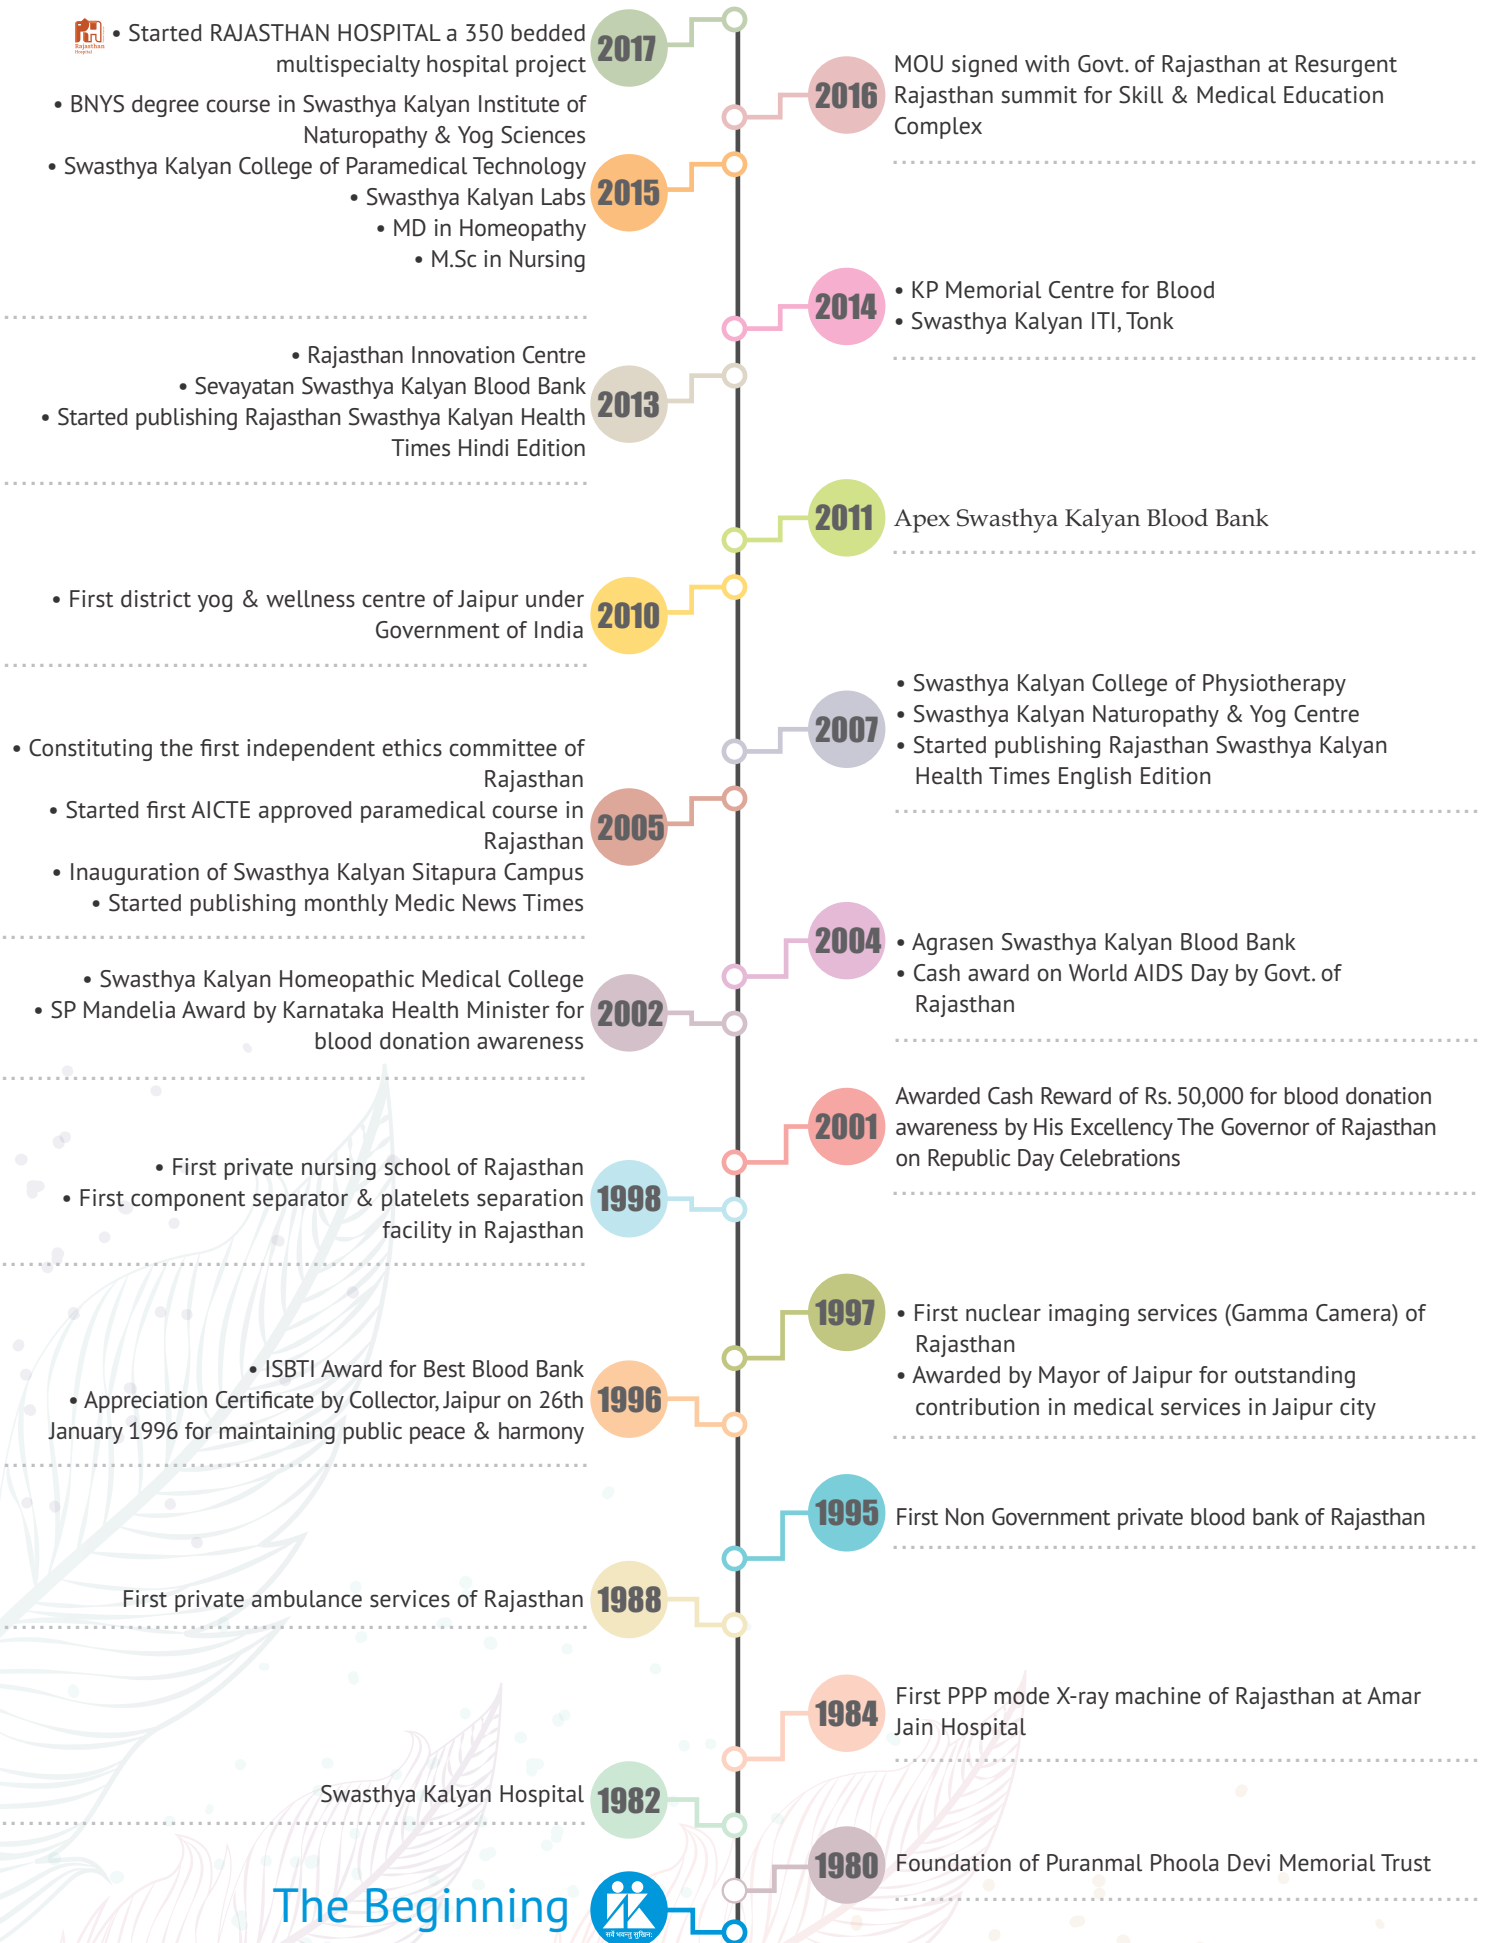 Rajasthan
Hospital
• Started RAJASTHAN HOSPITAL a 350 bedded
multispecialty hospital project
2017
MOU signed with Govt. of Rajasthan at Resurgent
Rajasthan summit for Skill & Medical Education
Complex
2016
• BNYS degree course in Swasthya Kalyan Institute of
Naturopathy & Yog Sciences
• Swasthya Kalyan College of Paramedical Technology
• Swasthya Kalyan Labs
• MD in Homeopathy
• M.Sc in Nursing
2015
2014
• KP Memorial Centre for Blood
• Swasthya Kalyan ITI, Tonk
• Rajasthan Innovation Centre
• Sevayatan Swasthya Kalyan Blood Bank
• Started publishing Rajasthan Swasthya Kalyan Health
Times Hindi Edition
2013
2011
Apex Swasthya Kalyan Blood Bank
• First district yog & wellness centre of Jaipur under
Government of India
2010
2007
• Swasthya Kalyan College of Physiotherapy
• Swasthya Kalyan Naturopathy & Yog Centre
• Started publishing Rajasthan Swasthya Kalyan
Health Times English Edition
• Constituting the first independent ethics committee of
Rajasthan
• Started first AICTE approved paramedical course in
Rajasthan
• Inauguration of Swasthya Kalyan Sitapura Campus
• Started publishing monthly Medic News Times
2005
2004
• Agrasen Swasthya Kalyan Blood Bank
• Cash award on World AIDS Day by Govt. of
Rajasthan
• Swasthya Kalyan Homeopathic Medical College
• SP Mandelia Award by Karnataka Health Minister for
blood donation awareness
2002
2001
Awarded Cash Reward of Rs. 50,000 for blood donation
awareness by His Excellency The Governor of Rajasthan
on Republic Day Celebrations
• First private nursing school of Rajasthan
• First component separator & platelets separation
facility in Rajasthan
1998
1997
• First nuclear imaging services (Gamma Camera) of
Rajasthan
• Awarded by Mayor of Jaipur for outstanding
contribution in medical services in Jaipur city
• ISBTI Award for Best Blood Bank
• Appreciation Certificate by Collector, Jaipur on 26th
January 1996 for maintaining public peace & harmony
1996
1995
First Non Government private blood bank of Rajasthan
First private ambulance services of Rajasthan
1988
1984
First PPP mode X-ray machine of Rajasthan at Amar
Jain Hospital
Swasthya Kalyan Hospital
1982
1980
Foundation of Puranmal Phoola Devi Memorial Trust
The Beginning
सर्वे भवन्तु सुखिन: